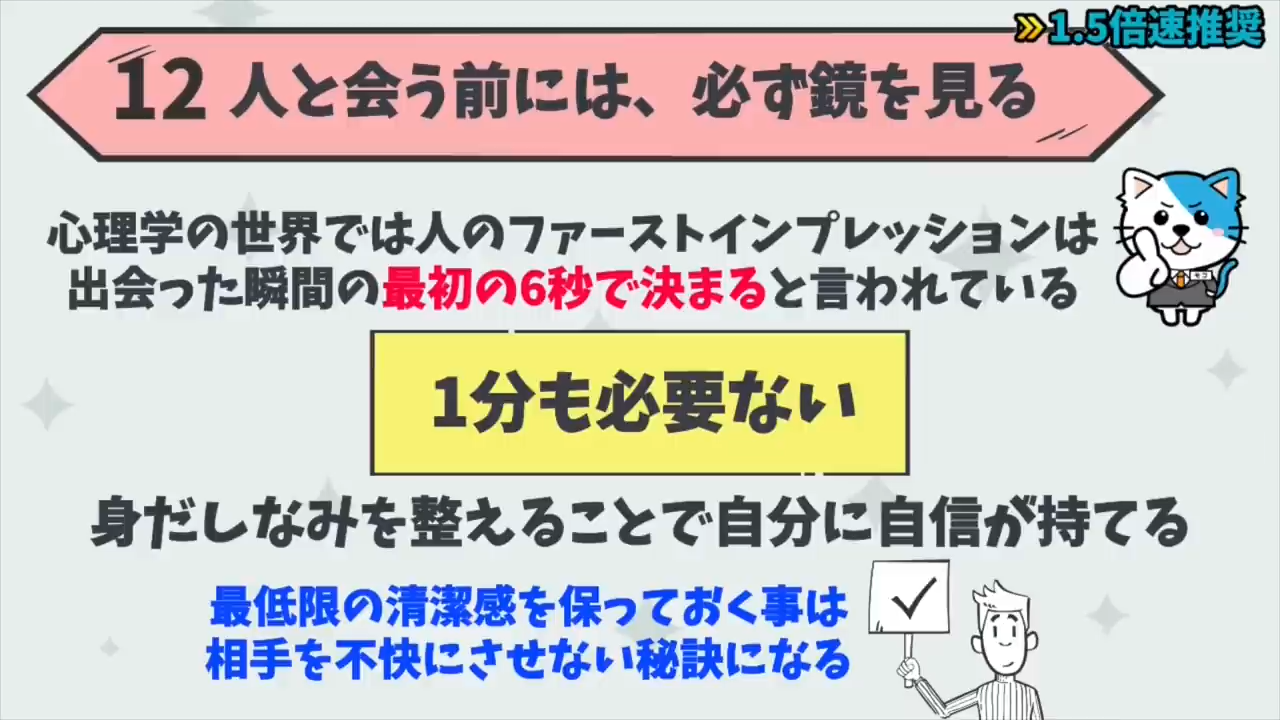 1.5倍速推奨
12 人と会う前には、必ず鏡を見る
心理学の世界では人のファーストインプレッションは
出会った瞬間の最初の6秒で決まると言われている
1分も必要ない
身だしなみを整えることで自分に自信が持てる
最低限の清潔感を保っておく事は
相手を不快にさせない秘訣になる